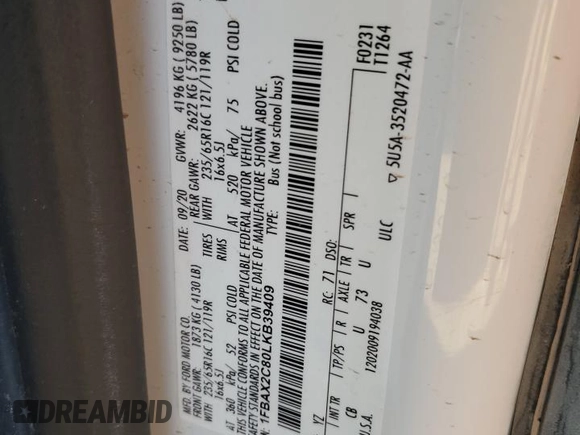 MFD. BY FORD MOTOR CO.
DATE: 09/20 GVWR: 4196 KG ( 9250 LB)
FRONT GAWR: 1873 KG ( 4130 LB) REAR GAWR: 2622 KG ( 5780 LB)
WITH 235/65R16C 121/119R TIRES WITH 235/65R16C 121/119R
16x6.5J RIMS 16x6.5J
AT 360 kPa/ 52 PSI COLD AT 520 kPa/ 75 PSI COLD
THIS VEHICLE CONFORMS TO ALL APPLICABLE FEDERAL MOTOR VEHICLE
SAFETY STANDARDS IN EFFECT ON THE DATE OF MANUFACTURE SHOWN ABOVE.
1FBAX2C80LKB39409 TYPE: Bus (Not school bus)
F0231
T1264
YZ RC: 71 DSO:
INT TR TP/PS R AXLE TR SPR
CB U 73 U
U.S.A. 120200919403B ULC ▽ 5U5A-3520472-AA
AUTOBIDCAR